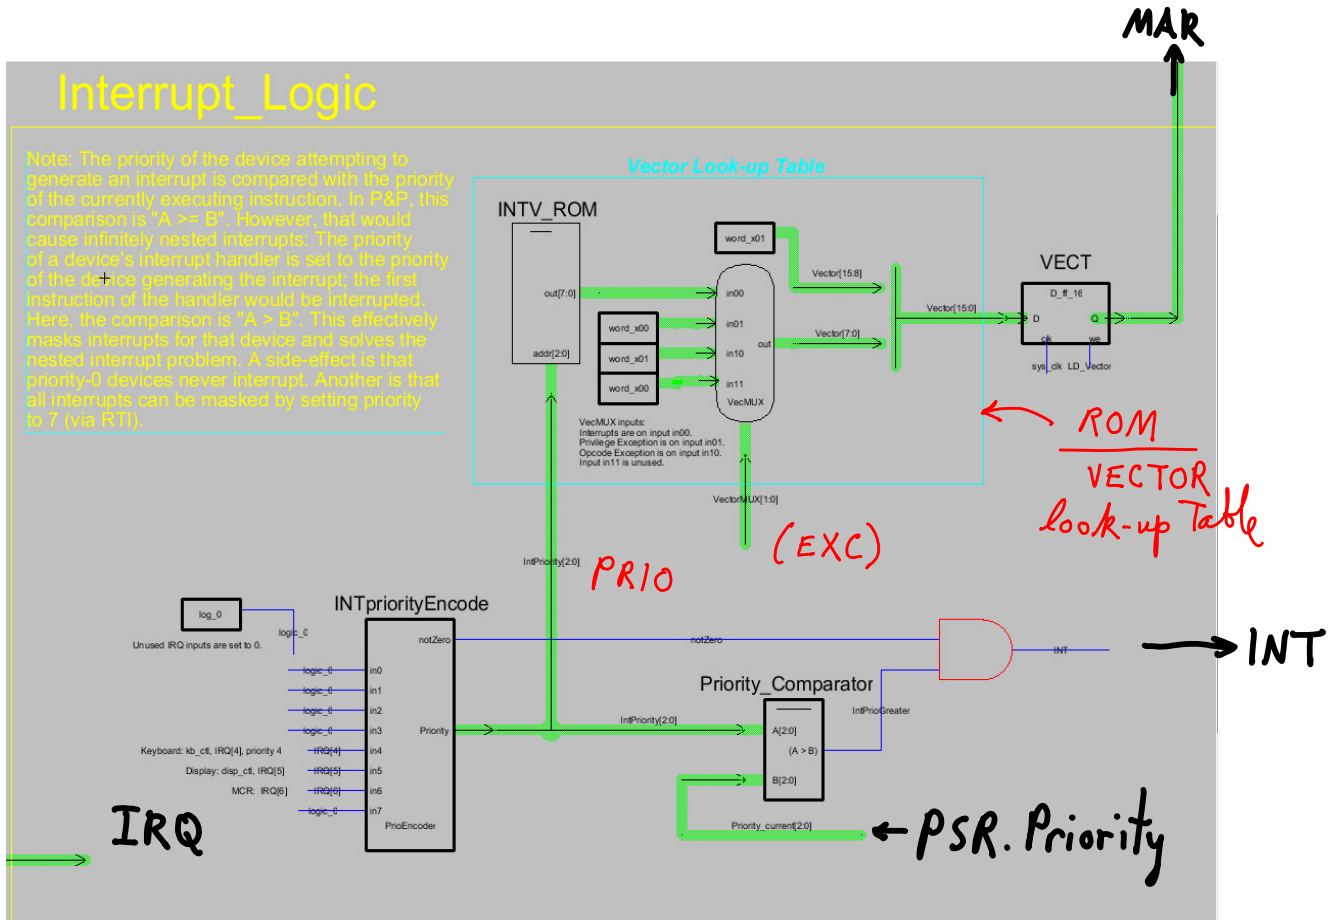 MAR
Interrupt_Logic
Note: The priority of the device attempting to
generate an interrupt is compared with the priority
of the currently executing instruction. In P&P, this
comparison is "A >= B". However, that would
cause infinitely nested interrupts: The priority
of a device's interrupt handler is set to the priority
of the device generating the interrupt; the first
instruction of the handler would be interrupted.
Here, the comparison is "A > B". This effectively
masks interrupts for that device and solves the
nested interrupt problem. A side-effect is that
priority-0 devices never interrupt. Another is that
all interrupts can be masked by setting priority
to 7 (via RTI).
Vector Look-up Table
INTV_ROM
out[7:0]
addr[2:0]
word_x01
word_x00
word_x01
word_x00
in00
in01
in10
in11
out
VecMUX
Vector[15:8]
Vector[7:0]
Vector[15:0]
VECT
D_ff_16
D
Q
clk
we
sys_clk
LD_Vector
VecMUX inputs:
Interrupts are on input in00.
Privilege Exception is on input in01.
Opcode Exception is on input in10.
Input in11 is unused.
VectorMUX[1:0]
ROM
VECTOR
look-up Table
(EXC)
IntPriority[2:0]
PRIO
INTpriorityEncode
log_0
logic_0
Unused IRQ inputs are set to 0.
notZero
notZero
INT
INT
logic_0 in0
logic_0 in1
logic_0 in2
logic_0 in3
Keyboard: kb_ctl, IRQ[4], priority 4 IRQ[4] in4
Display: disp_ctl, IRQ[5] IRQ[5] in5
MCR: IRQ[6] IRQ[6] in6
logic_0 in7
Priority
PrioEncoder
IntPriority[2:0]
Priority_Comparator
IntPrioGreater
A[2:0]
(A > B)
B[2:0]
Priority_current[2:0]
IRQ
PSR.Priority